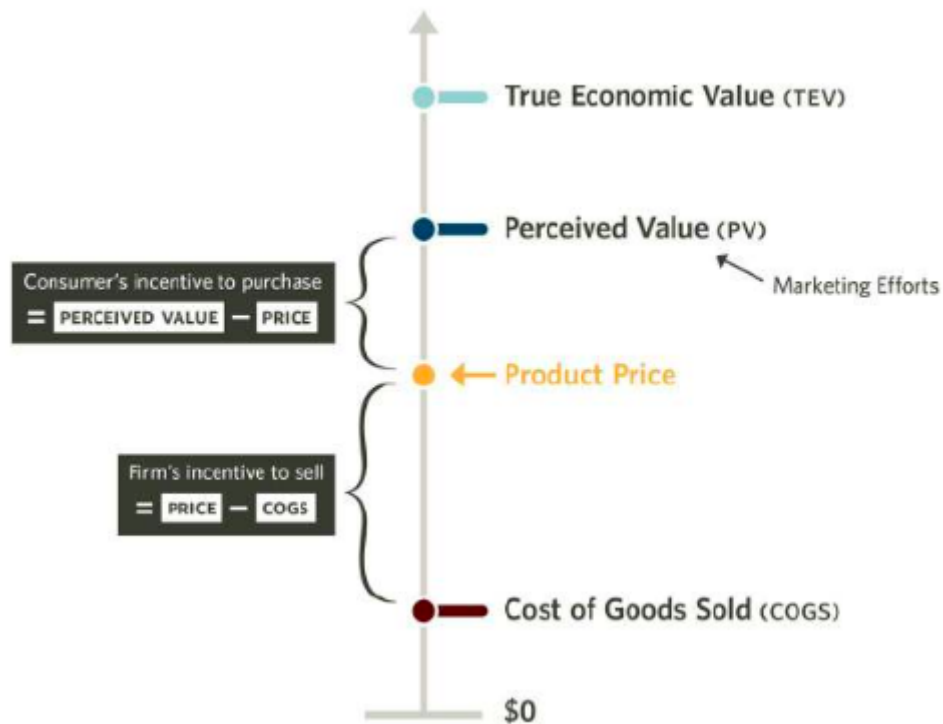 True Economic Value (TEV)
Perceived Value (PV)
Marketing Efforts
Consumer's incentive to purchase
= PERCEIVED VALUE – PRICE
Product Price
Firm's incentive to sell
= PRICE – COGS
Cost of Goods Sold (COGS)
$0